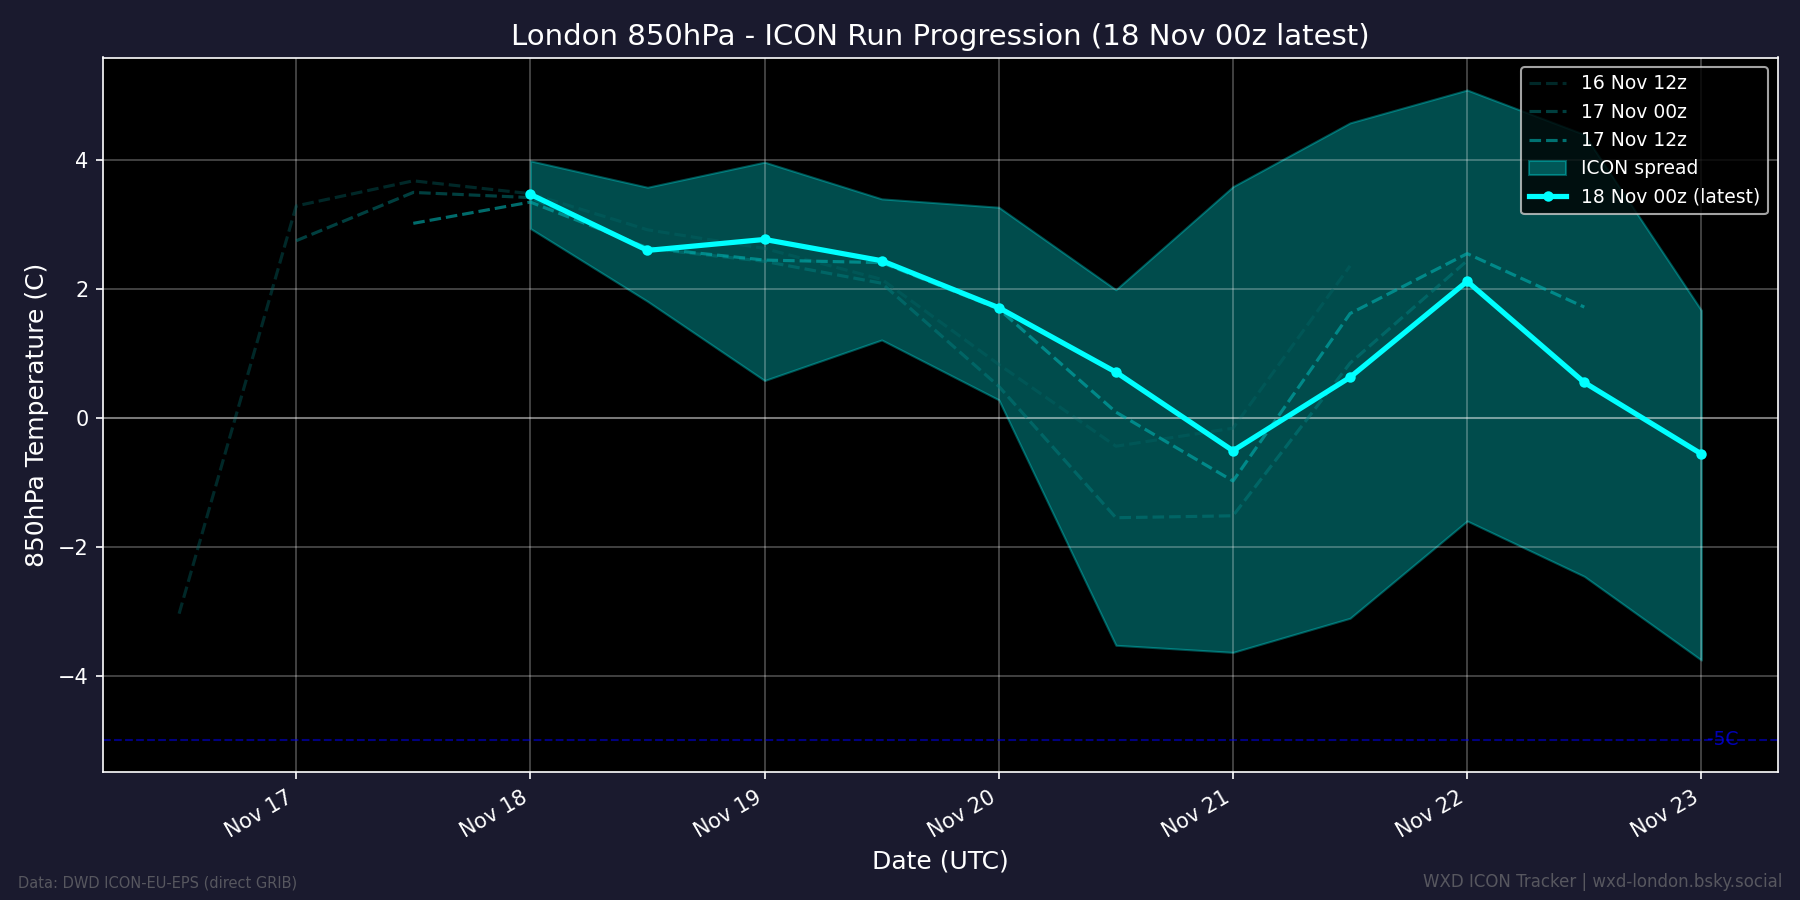 London 850hPa - ICON Run Progression (18 Nov 00z latest)
16 Nov 12z
17 Nov 00z
17 Nov 12z
ICON spread
18 Nov 00z (latest)
850hPa Temperature (C)
4
2
0
−2
−4
-5C
Nov 17
Nov 18
Nov 19
Nov 20
Nov 21
Nov 22
Nov 23
Date (UTC)
Data: DWD ICON-EU-EPS (direct GRIB)
WXD ICON Tracker | wxd-london.bsky.social